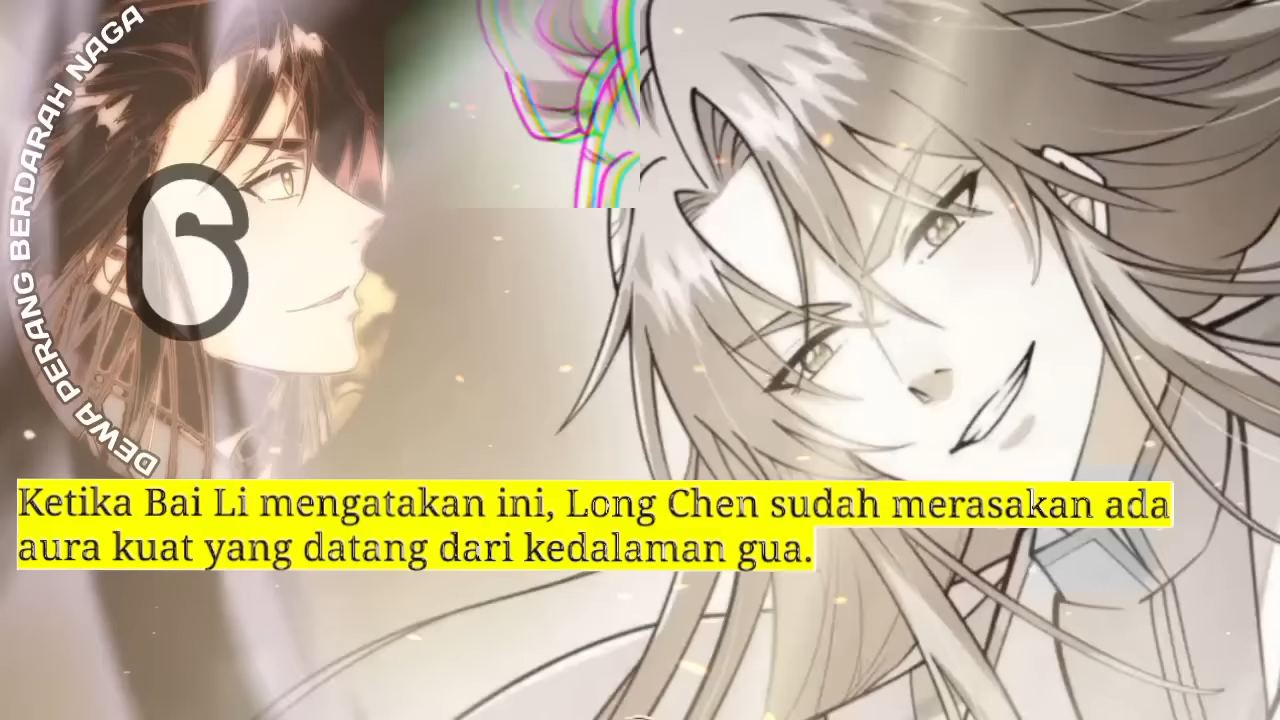 DEWA PERANG BERDARAH NAGA
6
Ketika Bai Li mengatakan ini, Long Chen sudah merasakan ada
aura kuat yang datang dari kedalaman gua.